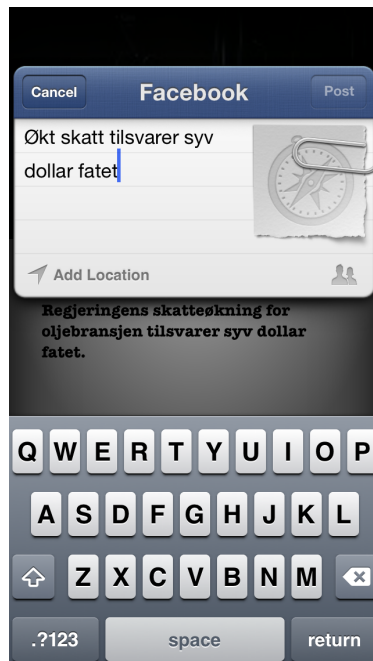 Cancel Facebook Post
Økt skatt tilsvarer syv
dollar fatet
Add Location
Regjeringens skatteøkning for
oljebransjen tilsvarer syv dollar
fatet.
Q W E R T Y U I O P
A S D F G H J K L
Z X C V B N M
.?123 space return